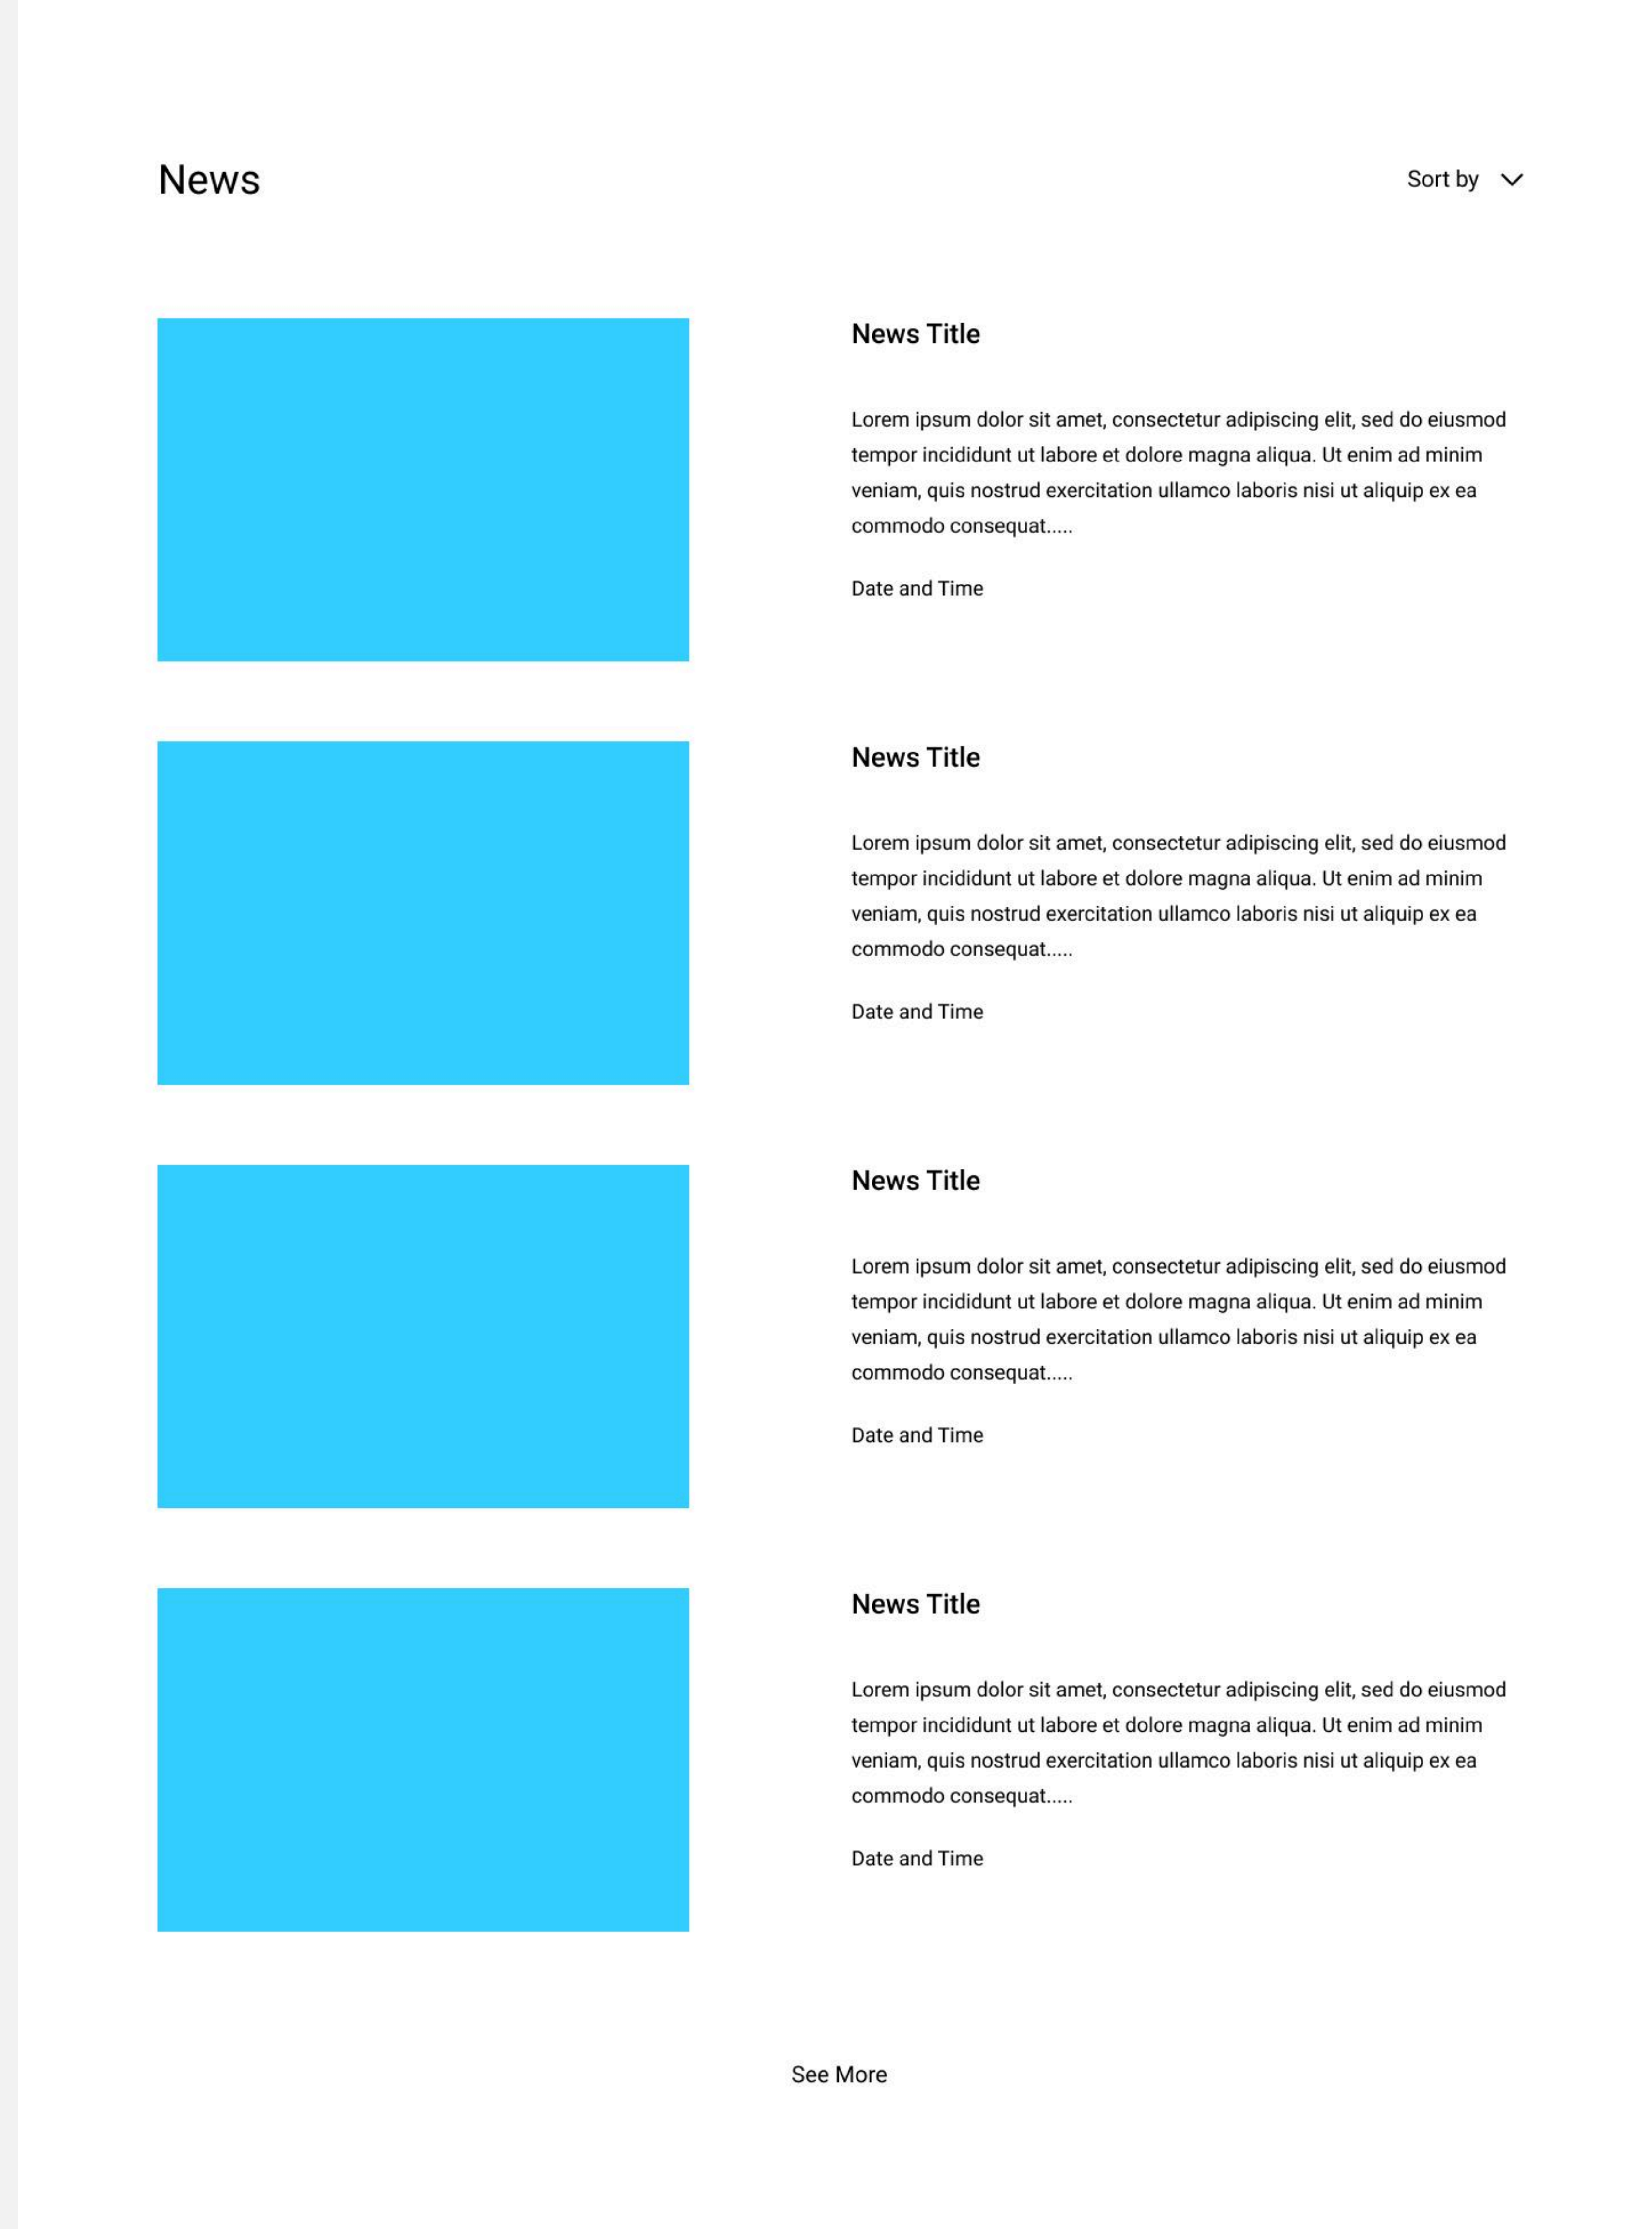 News
Sort by
News Title
Lorem ipsum dolor sit amet, consectetur adipiscing elit, sed do eiusmod
tempor incididunt ut labore et dolore magna aliqua. Ut enim ad minim
veniam, quis nostrud exercitation ullamco laboris nisi ut aliquip ex ea
commodo consequat.....
Date and Time
News Title
Lorem ipsum dolor sit amet, consectetur adipiscing elit, sed do eiusmod
tempor incididunt ut labore et dolore magna aliqua. Ut enim ad minim
veniam, quis nostrud exercitation ullamco laboris nisi ut aliquip ex ea
commodo consequat.....
Date and Time
News Title
Lorem ipsum dolor sit amet, consectetur adipiscing elit, sed do eiusmod
tempor incididunt ut labore et dolore magna aliqua. Ut enim ad minim
veniam, quis nostrud exercitation ullamco laboris nisi ut aliquip ex ea
commodo consequat.....
Date and Time
News Title
Lorem ipsum dolor sit amet, consectetur adipiscing elit, sed do eiusmod
tempor incididunt ut labore et dolore magna aliqua. Ut enim ad minim
veniam, quis nostrud exercitation ullamco laboris nisi ut aliquip ex ea
commodo consequat.....
Date and Time
See More